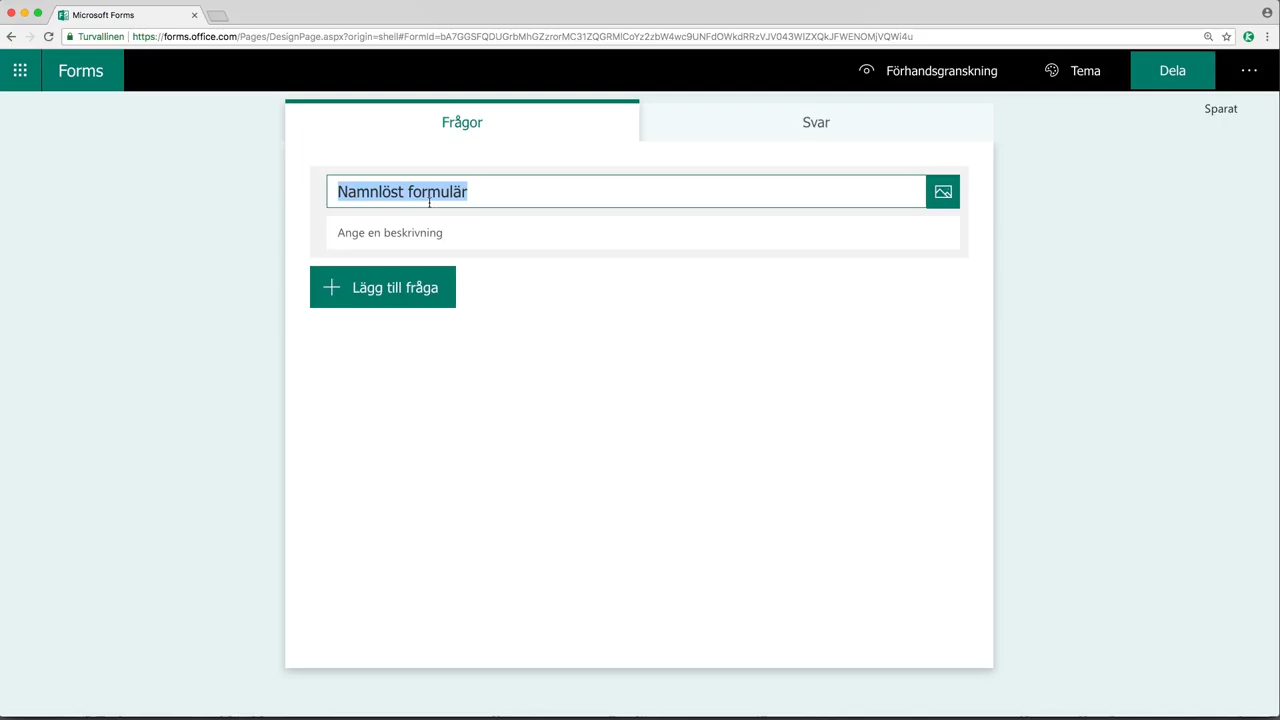 Microsoft Forms
Turvallinen | https://forms.office.com/Pages/DesignPage.aspx?origin=shell#FormId=bA7GGSFQDUGrbMhGZzrorMC31ZQGRMlCoYz2zbW4wc9UNFdOWkdRRzVJV043WlZXQkJFWENOMjVQWi4u
Forms
Förhandsgranskning
Tema
Dela
Sparat
Frågor
Svar
Namnlöst formulär
Ange en beskrivning
Lägg till fråga